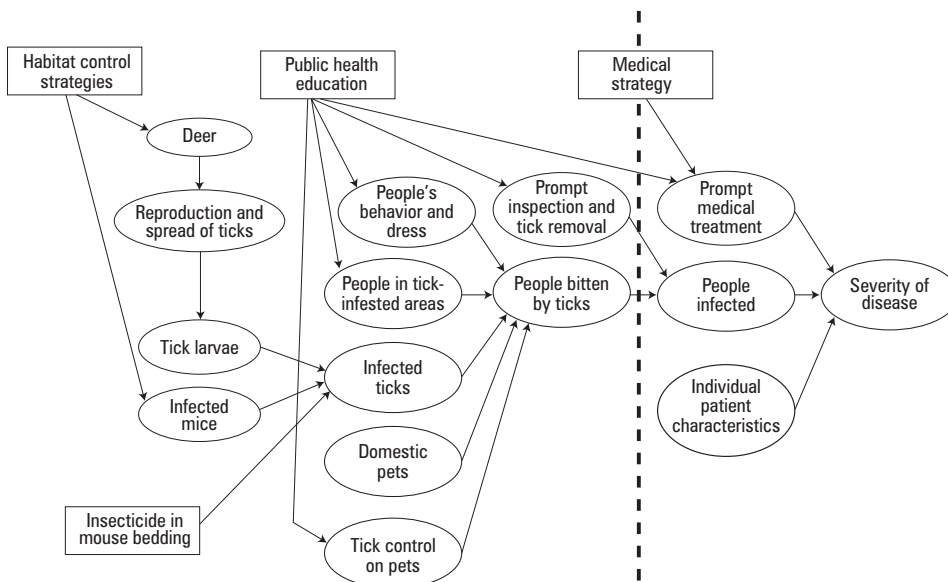 Habitat control
strategies
Public health
education
Medical
strategy
Deer
Reproduction and
spread of ticks
People's
behavior and
dress
Prompt
inspection and
tick removal
Prompt
medical
treatment
People in tick-
infested areas
People bitten
by ticks
People
infected
Severity of
disease
Tick larvae
Infected
ticks
Infected
mice
Individual
patient
characteristics
Domestic
pets
Insecticide in
mouse bedding
Tick control
on pets